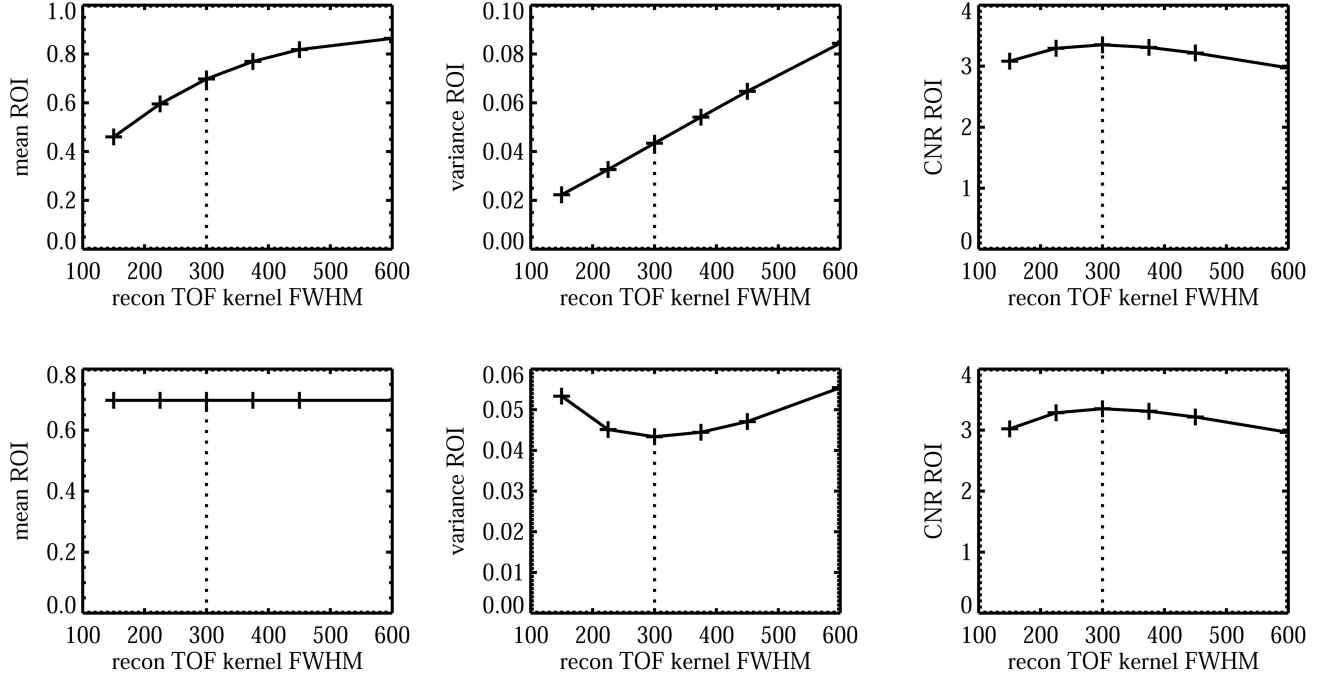 mean ROI
1.0
0.8
0.6
0.4
0.2
0.0
100 200 300 400 500 600
recon TOF kernel FWHM
variance ROI
0.10
0.08
0.06
0.04
0.02
0.00
100 200 300 400 500 600
recon TOF kernel FWHM
CNR ROI
4
3
2
1
0
100 200 300 400 500 600
recon TOF kernel FWHM
mean ROI
0.8
0.6
0.4
0.2
0.0
100 200 300 400 500 600
recon TOF kernel FWHM
variance ROI
0.06
0.05
0.04
0.03
0.02
0.01
0.00
100 200 300 400 500 600
recon TOF kernel FWHM
CNR ROI
4
3
2
1
0
100 200 300 400 500 600
recon TOF kernel FWHM